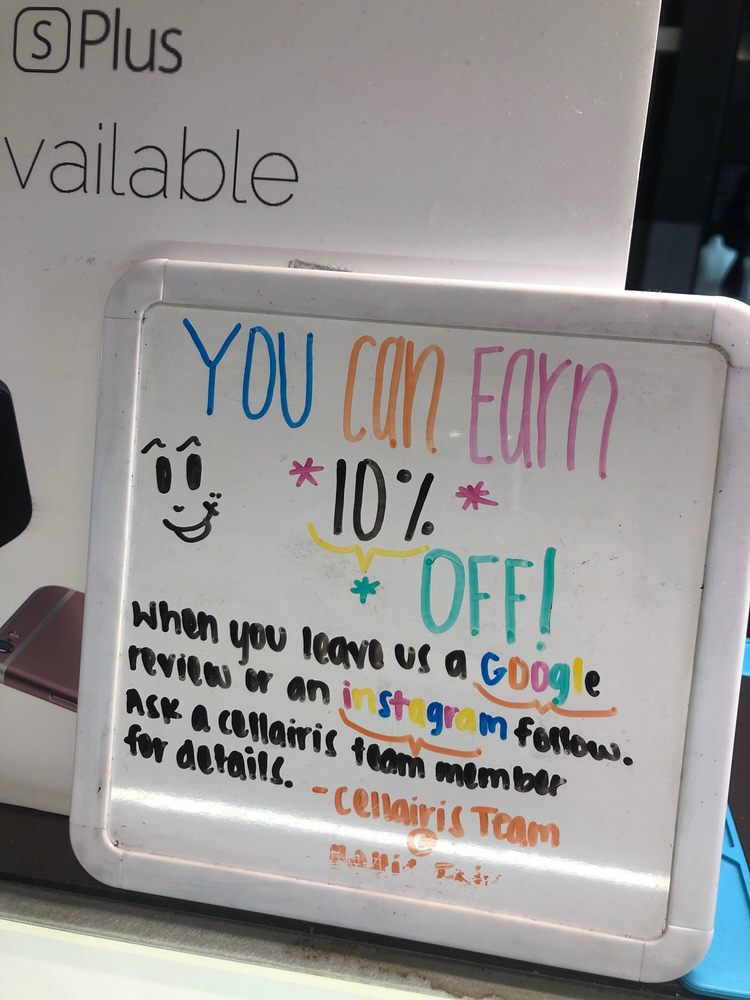 S Plus
vailable
YOU can Earn
*10%*
* OFF!
When you leave us a Google
review or an instagram follow.
Ask a cellairis team member
for details.
-cellairis Team